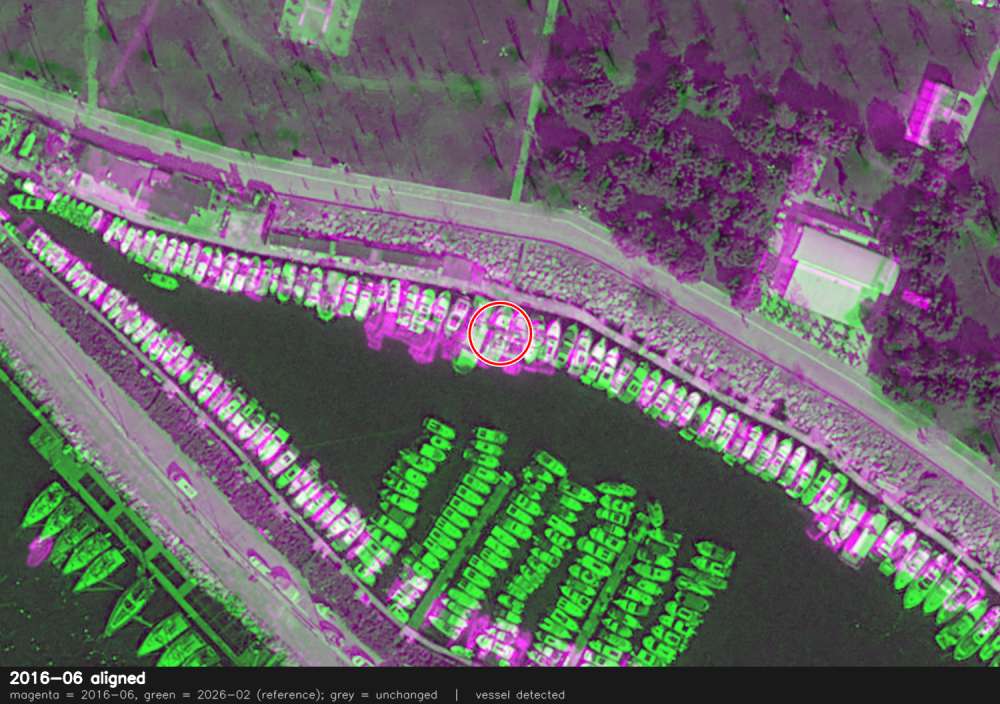 2016-06 aligned
magenta = 2016-06, green = 2026-02 (reference); grey = unchanged | vessel detected